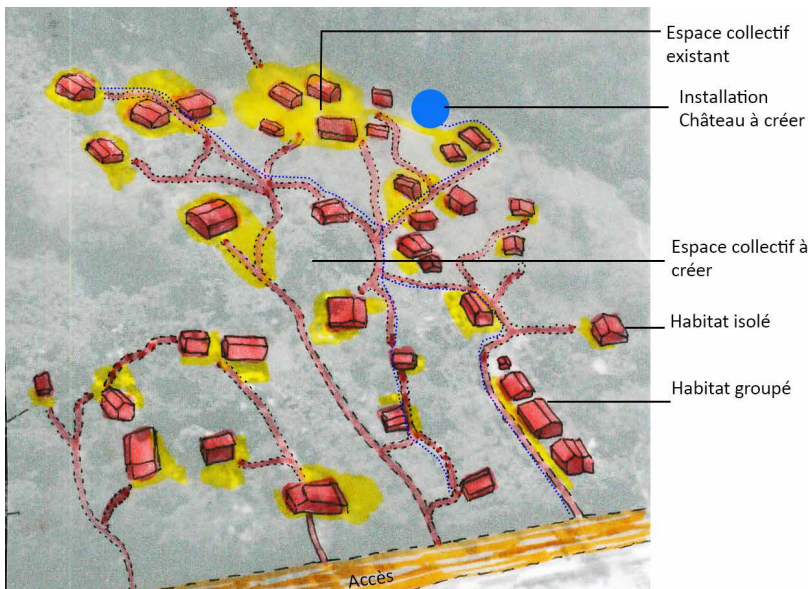 Espace collectif
existant
Installation
Château à créer
Espace collectif à
créer
Habitat isolé
Habitat groupé
Accès